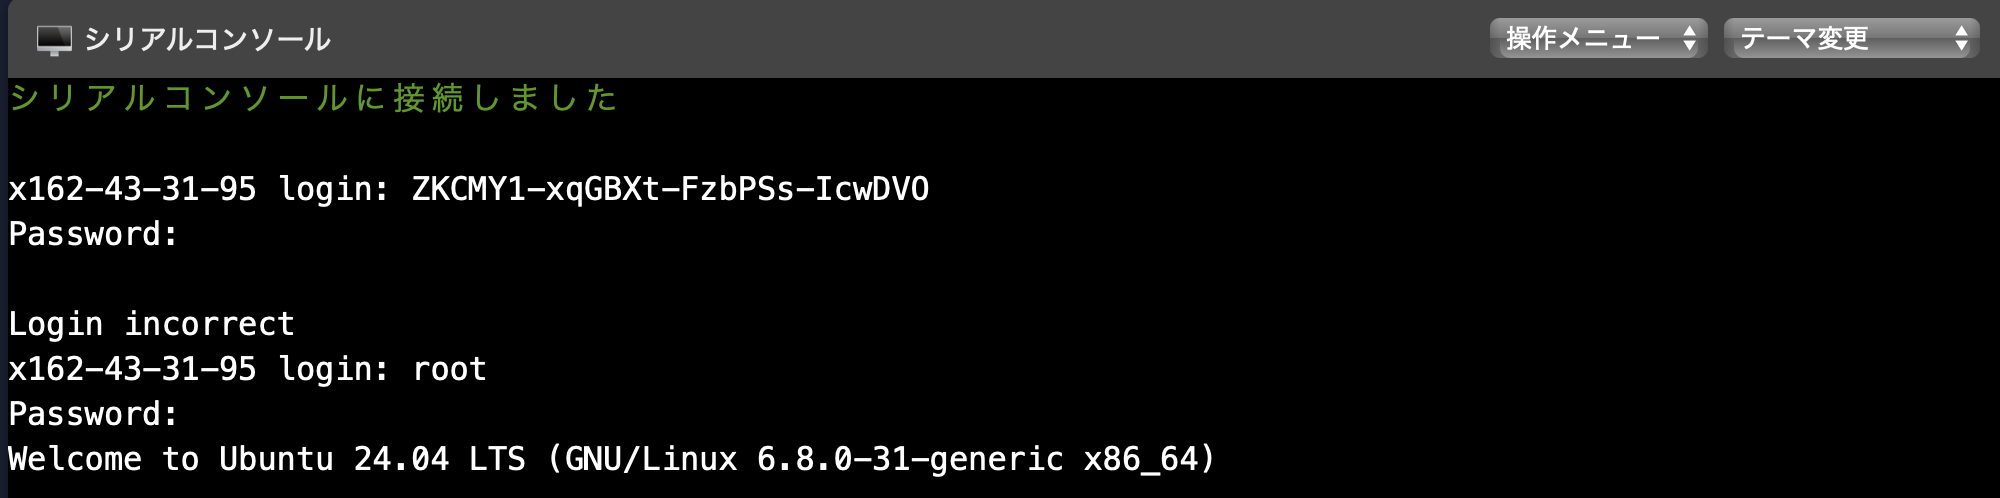 シリアルコンソール
操作メニュー
テーマ変更
シリアルコンソールに接続しました
x162-43-31-95 login: ZKCMY1-xqGBXt-FzbPSs-IcwDVO
Password:
Login incorrect
x162-43-31-95 login: root
Password:
Welcome to Ubuntu 24.04 LTS (GNU/Linux 6.8.0-31-generic x86_64)